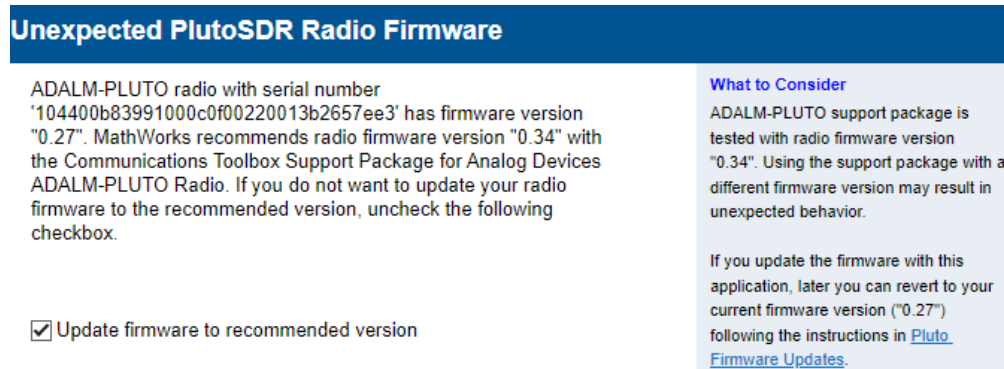 Unexpected PlutoSDR Radio Firmware
ADALM-PLUTO radio with serial number
'104400b83991000c0f00220013b2657ee3' has firmware version
"0.27". MathWorks recommends radio firmware version "0.34" with
the Communications Toolbox Support Package for Analog Devices
ADALM-PLUTO Radio. If you do not want to update your radio
firmware to the recommended version, uncheck the following
checkbox.
Update firmware to recommended version
What to Consider
ADALM-PLUTO support package is
tested with radio firmware version
"0.34". Using the support package with a
different firmware version may result in
unexpected behavior.
If you update the firmware with this
application, later you can revert to your
current firmware version ("0.27")
following the instructions in Pluto
Firmware Updates.